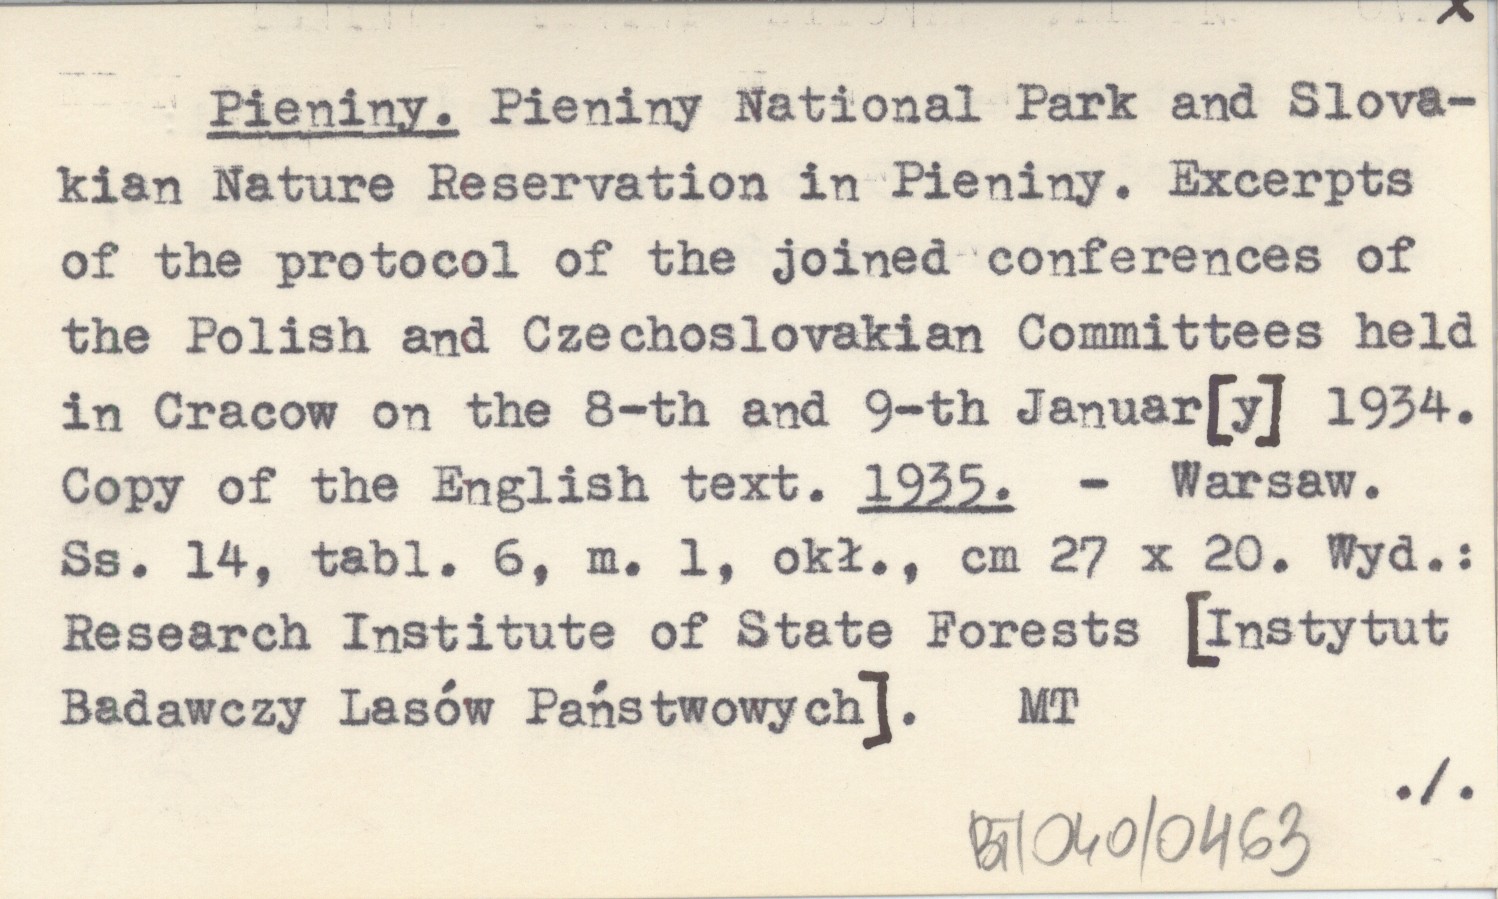 x
Pieniny. Pieniny National Park and Slova-
kian Nature Reservation in Pieniny. Excerpts
of the protocol of the joined conferences of
the Polish and Czechoslovakian Committees held
in Cracow on the 8-th and 9-th Januar[y] 1934.
Copy of the English text. 1935. - Warsaw.
Ss. 14, tabl. 6, m. 1, okł., cm 27 x 20. Wyd.:
Research Institute of State Forests [Instytut
Badawczy Lasów Państwowych]. MT
./.
/040/0463